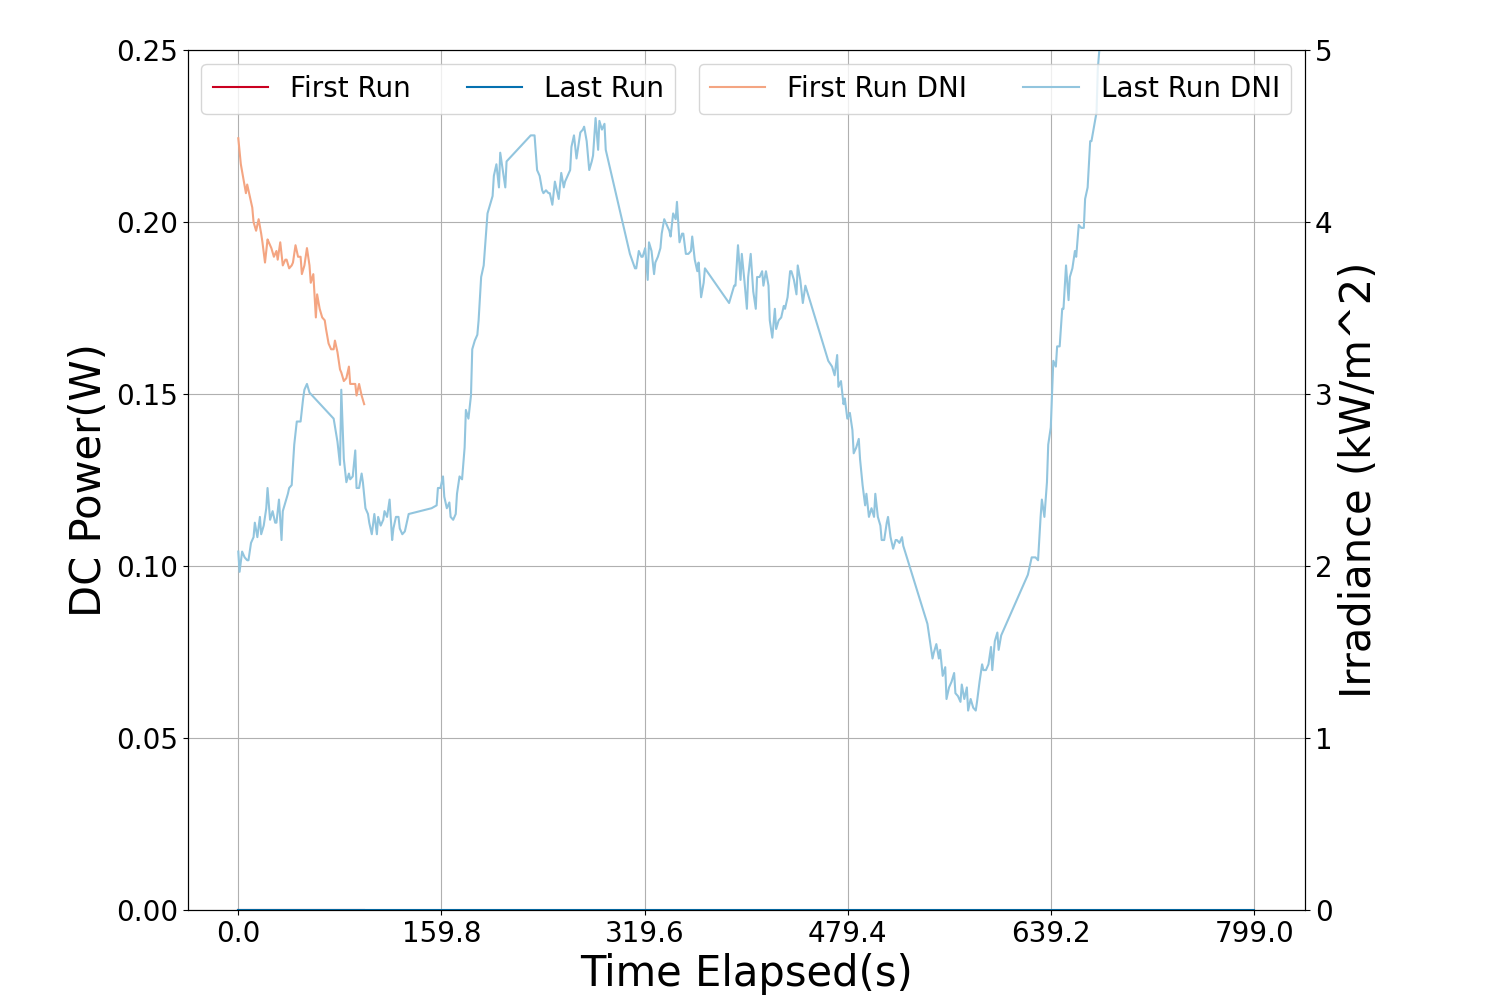 0.25
0.20
0.15
0.10
0.05
0.00
DC Power(W)
First Run
Last Run
First Run DNI
Last Run DNI
5
4
3
2
1
0
Irradiance (kW/m^2)
0.0 159.8 319.6 479.4 639.2 799.0
Time Elapsed(s)